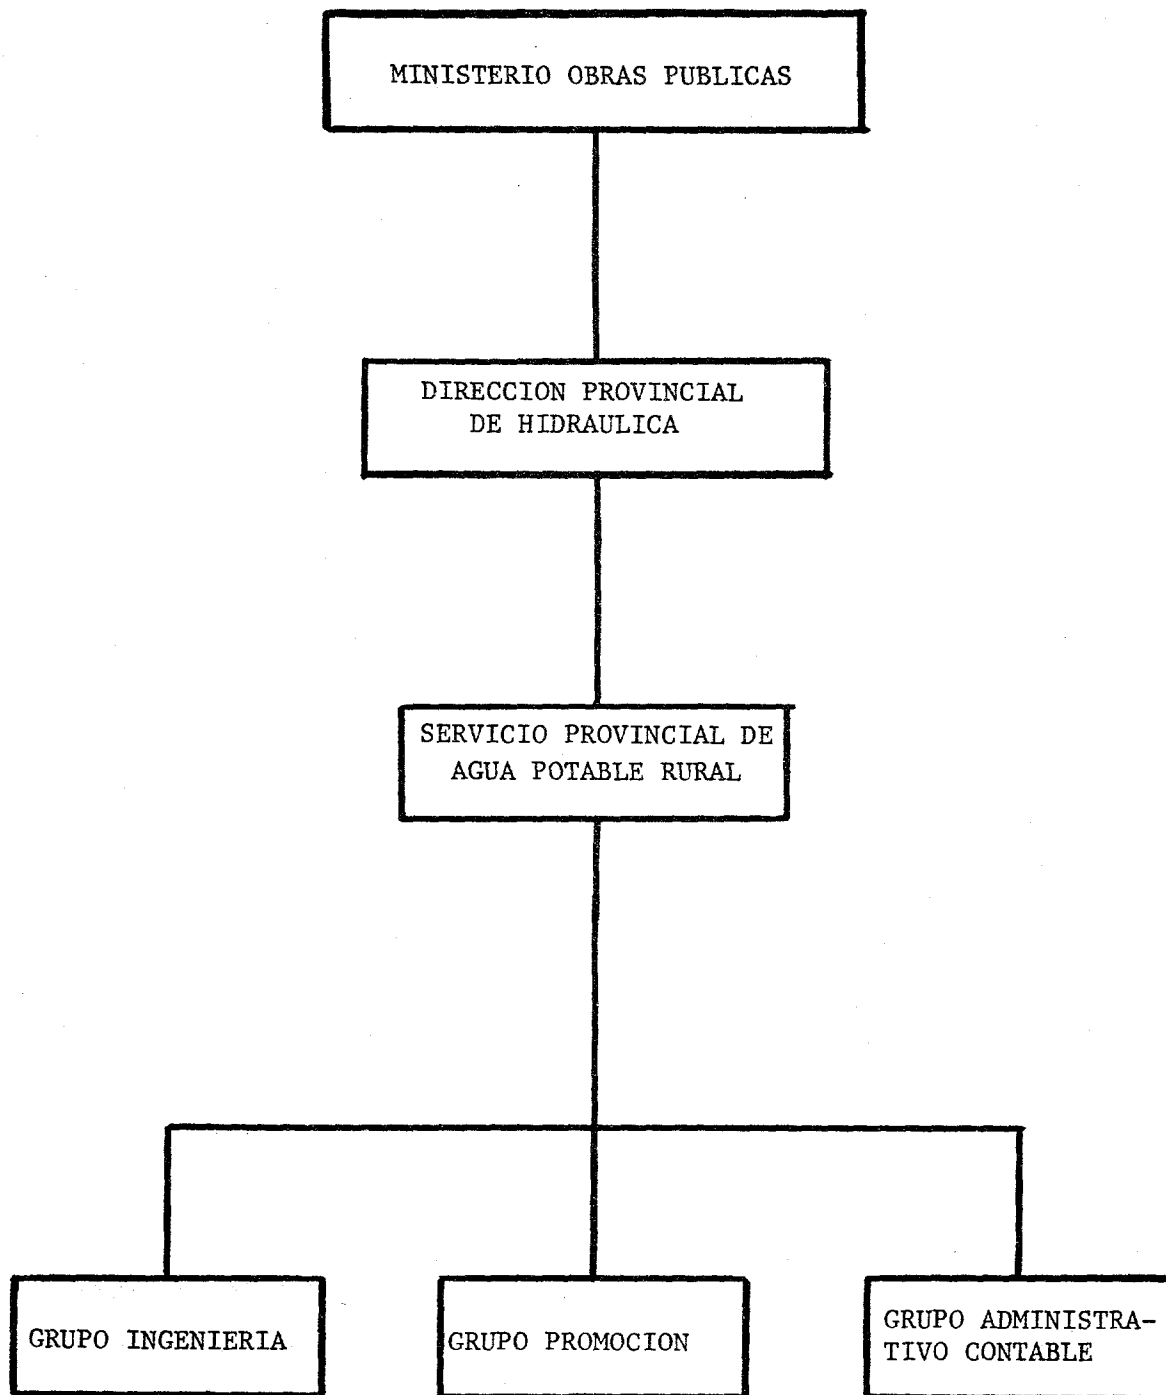 MINISTERIO OBRAS PUBLICAS
DIRECCION PROVINCIAL
DE HIDRAULICA
SERVICIO PROVINCIAL DE
AGUA POTABLE RURAL
GRUPO INGENIERIA
GRUPO PROMOCION
GRUPO ADMINISTRA-
TIVO CONTABLE